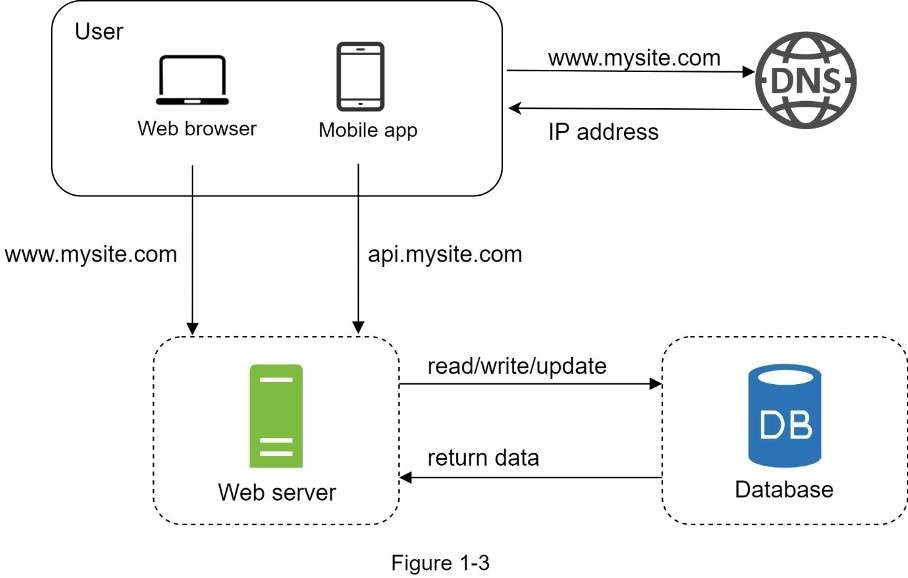 User
Web browser
Mobile app
www.mysite.com
DNS
IP address
www.mysite.com
api.mysite.com
read/write/update
DB
return data
Web server
Database
Figure 1-3